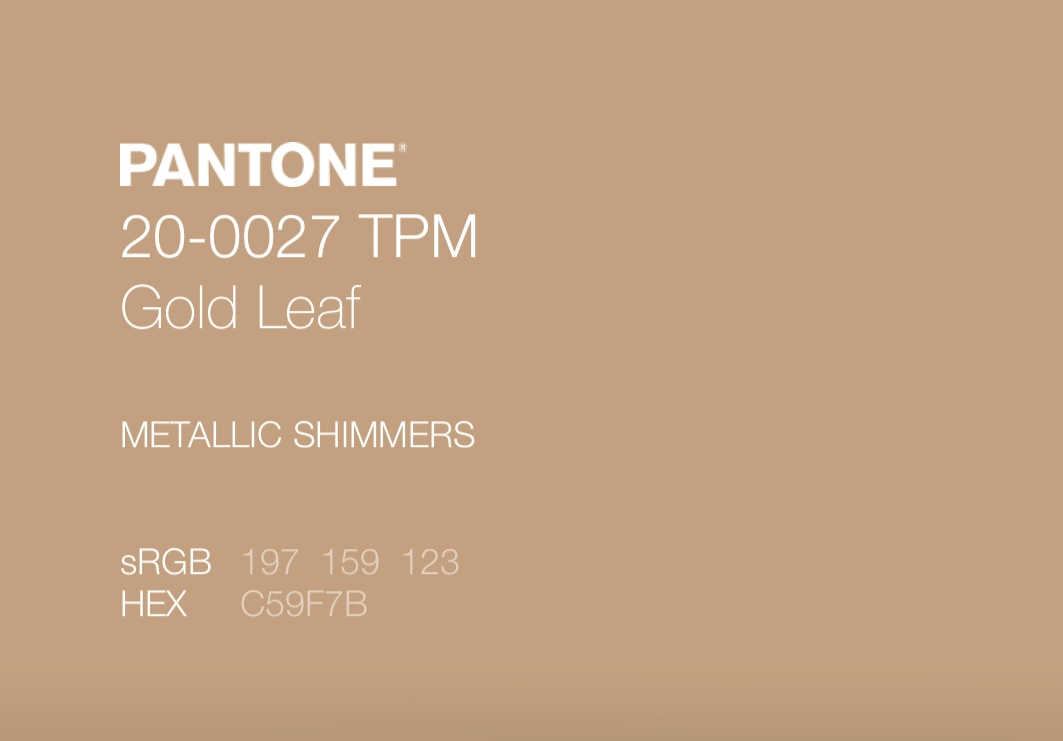 PANTONE®
20-0027 TPM
Gold Leaf
METALLIC SHIMMERS
sRGB 197 159 123
HEX C59F7B